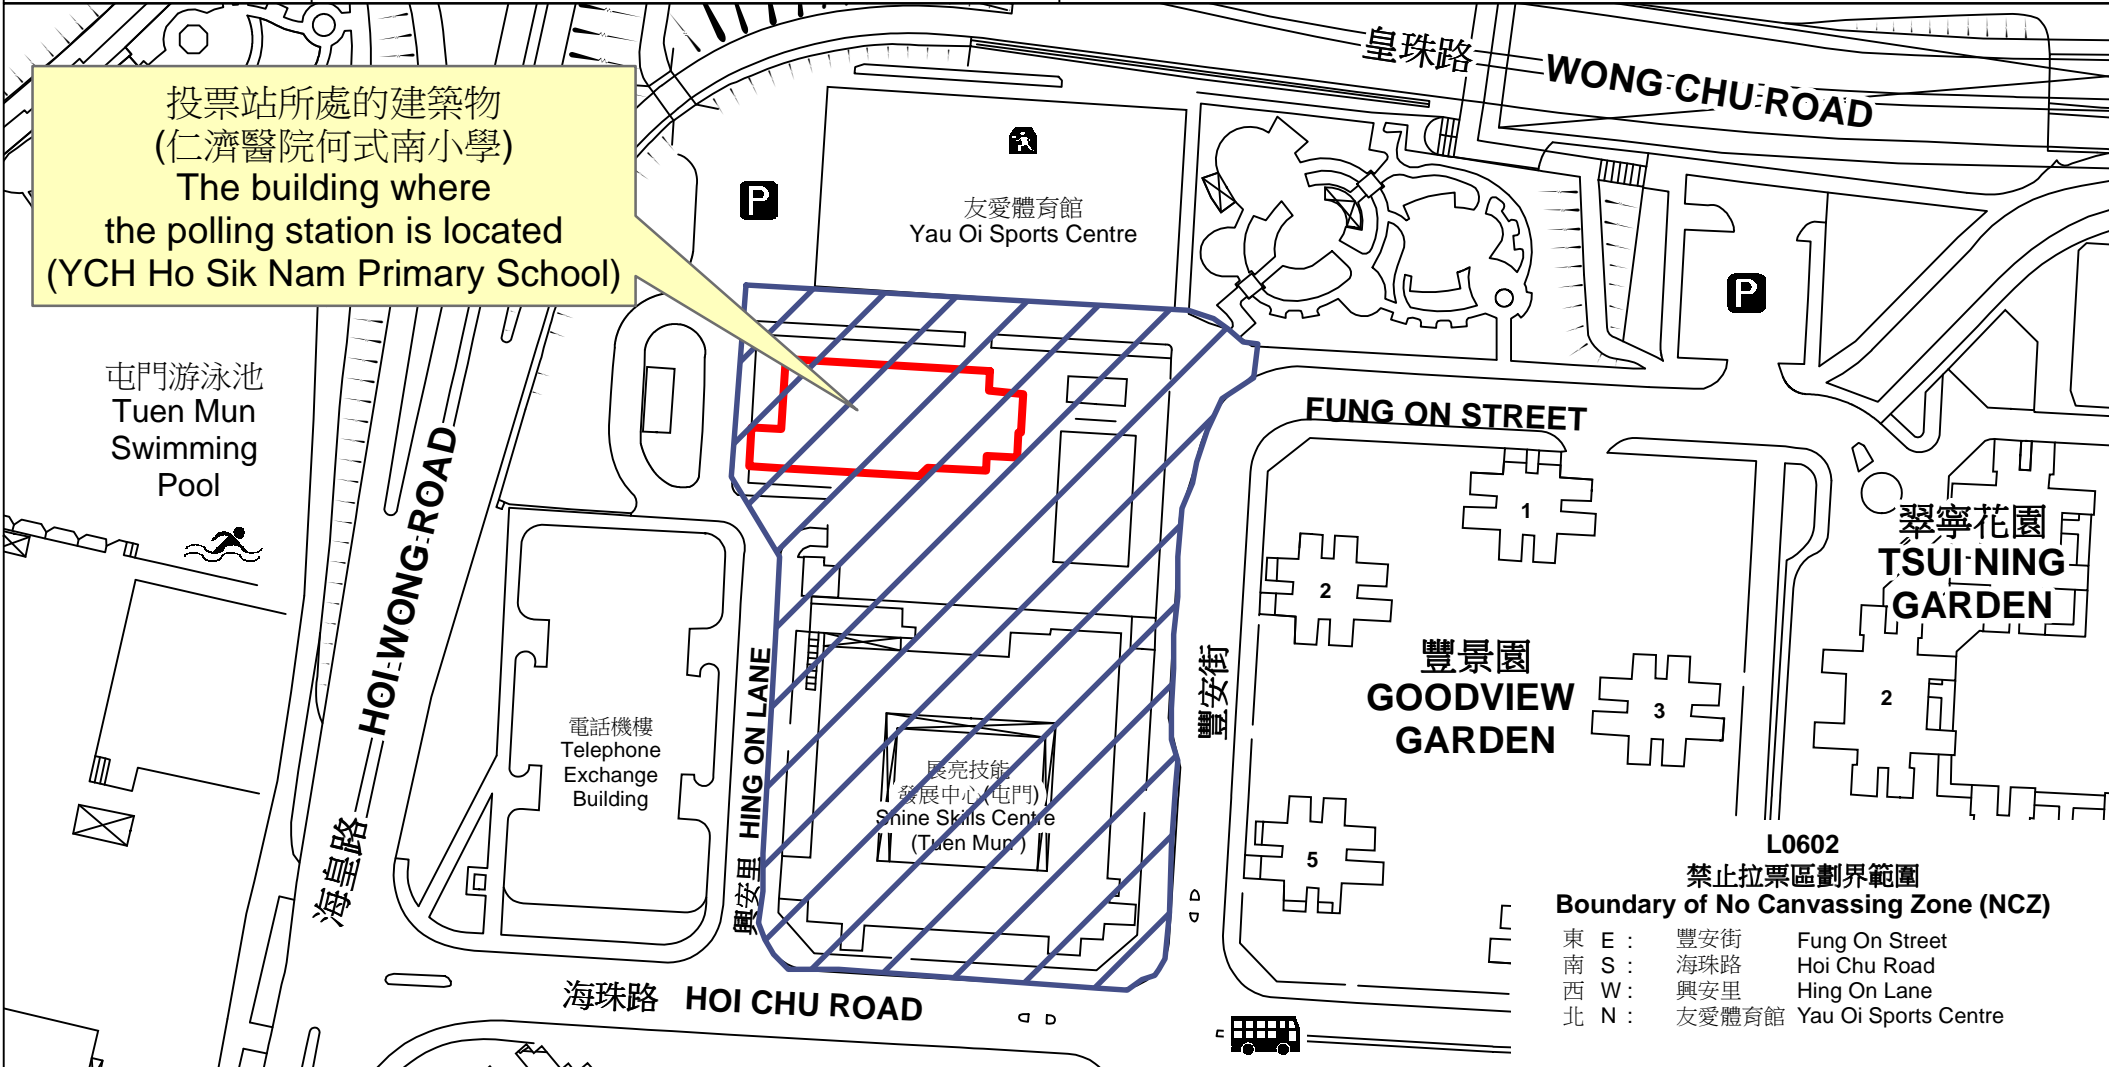 皇珠路 WONG CHU ROAD
投票站所處的建築物
(仁濟醫院何式南小學)
The building where
the polling station is located
(YCH Ho Sik Nam Primary School)
P
友愛體育館
Yau Oi Sports Centre
P
屯門游泳池
Tuen Mun
Swimming
Pool
海皇路 HOI WONG ROAD
FUNG ON STREET
豐安街
1
2
3
5
豐景園
GOODVIEW
GARDEN
翠寧花園
TSUI NING
GARDEN
2
電話機樓
Telephone
Exchange
Building
興安里 HING ON LANE
展亮技能
發展中心(屯門)
Shine Skills Centre
(Tuen Mun )
海珠路 HOI CHU ROAD
L0602
禁止拉票區劃界範圍
Boundary of No Canvassing Zone (NCZ)
東 E : 豐安街 Fung On Street
南 S : 海珠路 Hoi Chu Road
西 W : 興安里 Hing On Lane
北 N : 友愛體育館 Yau Oi Sports Centre